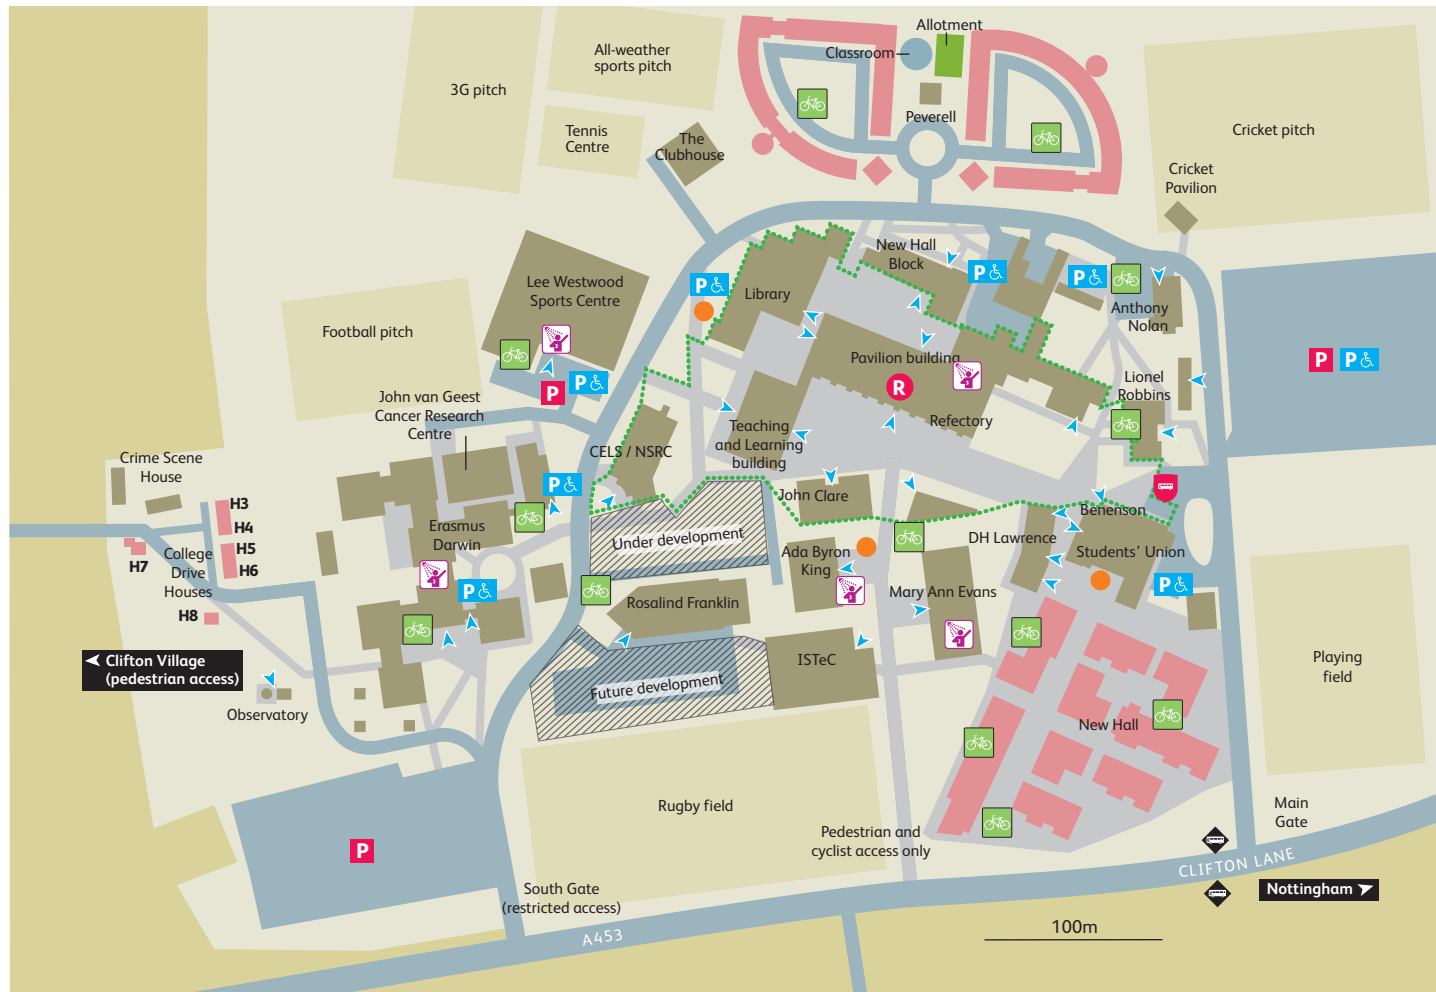 Allotment
Classroom
All-weather
sports pitch
3G pitch
Peverell
Tennis
Centre
The
Clubhouse
Cricket pitch
Cricket
Pavilion
New Hall
Block
Lee Westwood
Sports Centre
P
Library
P
P
Anthony
Nolan
Football pitch
Pavilion building
R
P
P
P
P
Lionel
Robbins
John van Geest
Cancer Research
Centre
Refectory
Teaching
and Learning
building
CELS / NSRC
Crime Scene
House
P
John Clare
H3
H4
H5
H6
H7
H8
College
Drive
Houses
Erasmus
Darwin
Under development
Benenson
DH Lawrence
Students' Union
Ada Byron
King
Mary Ann Evans
P
P
Rosalind Franklin
ISTeC
Clifton Village
(pedestrian access)
Future development
Observatory
Playing
field
New Hall
Rugby field
Pedestrian and
cyclist access only
Main
Gate
P
CLIFTON LANE
South Gate
(restricted access)
Nottingham
A453
100m